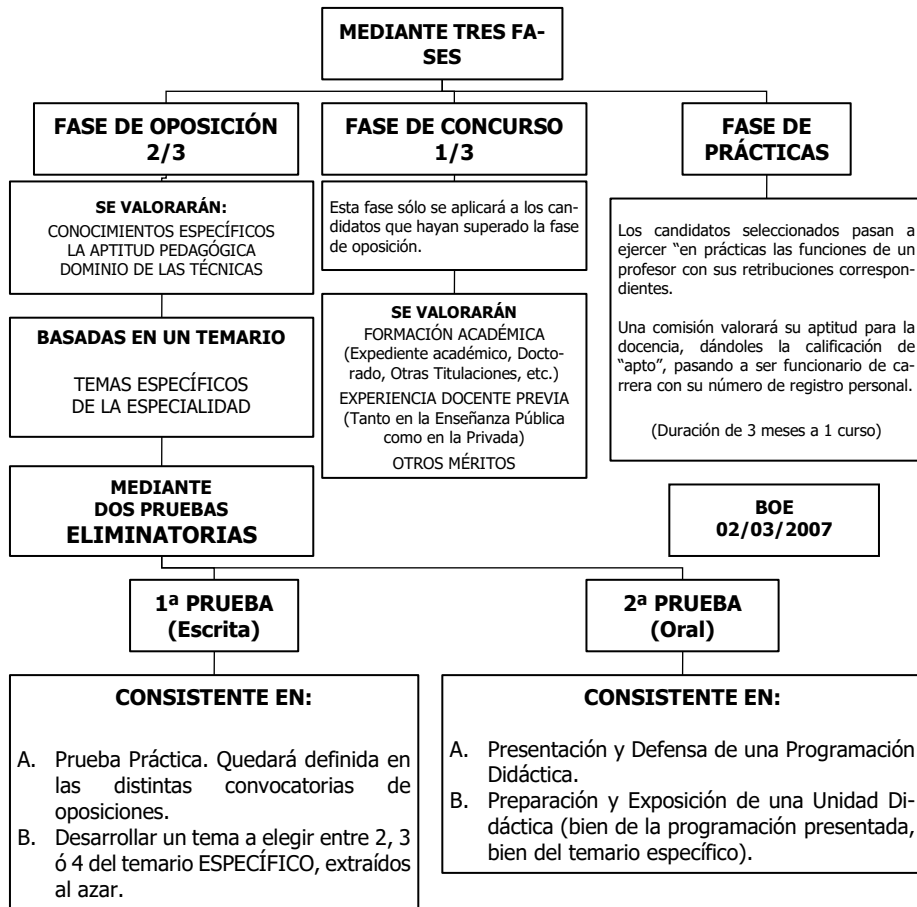 MEDIANTE TRES FA-
SES
FASE DE OPOSICIÓN
2/3
SE VALORARÁN:
CONOCIMIENTOS ESPECÍFICOS
LA APTITUD PEDAGÓGICA
DOMINIO DE LAS TÉCNICAS
BASADAS EN UN TEMARIO
TEMAS ESPECÍFICOS
DE LA ESPECIALIDAD
MEDIANTE
DOS PRUEBAS
ELIMINATORIAS
FASE DE CONCURSO
1/3
Esta fase sólo se aplicará a los can-
didatos que hayan superado la fase
de oposición.
SE VALORARÁN
FORMACIÓN ACADÉMICA
(Expediente académico, Docto-
rado, Otras Titulaciones, etc.)
EXPERIENCIA DOCENTE PREVIA
(Tanto en la Enseñanza Pública
como en la Privada)
OTROS MÉRITOS
FASE DE
PRÁCTICAS
Los candidatos seleccionados pasan a
ejercer “en prácticas las funciones de un
profesor con sus retribuciones correspon-
dientes.
Una comisión valorará su aptitud para la
docencia, dándoles la calificación de
“apto”, pasando a ser funcionario de ca-
rrera con su número de registro personal.
(Duración de 3 meses a 1 curso)
BOE
02/03/2007
1ª PRUEBA
(Escrita)
CONSISTENTE EN:
A. Prueba Práctica. Quedará definida en
las distintas convocatorias de
oposiciones.
B. Desarrollar un tema a elegir entre 2, 3
ó 4 del temario ESPECÍFICO, extraídos
al azar.
2ª PRUEBA
(Oral)
CONSISTENTE EN:
A. Presentación y Defensa de una Programación
Didáctica.
B. Preparación y Exposición de una Unidad Di-
dáctica (bien de la programación presentada,
bien del temario específico).